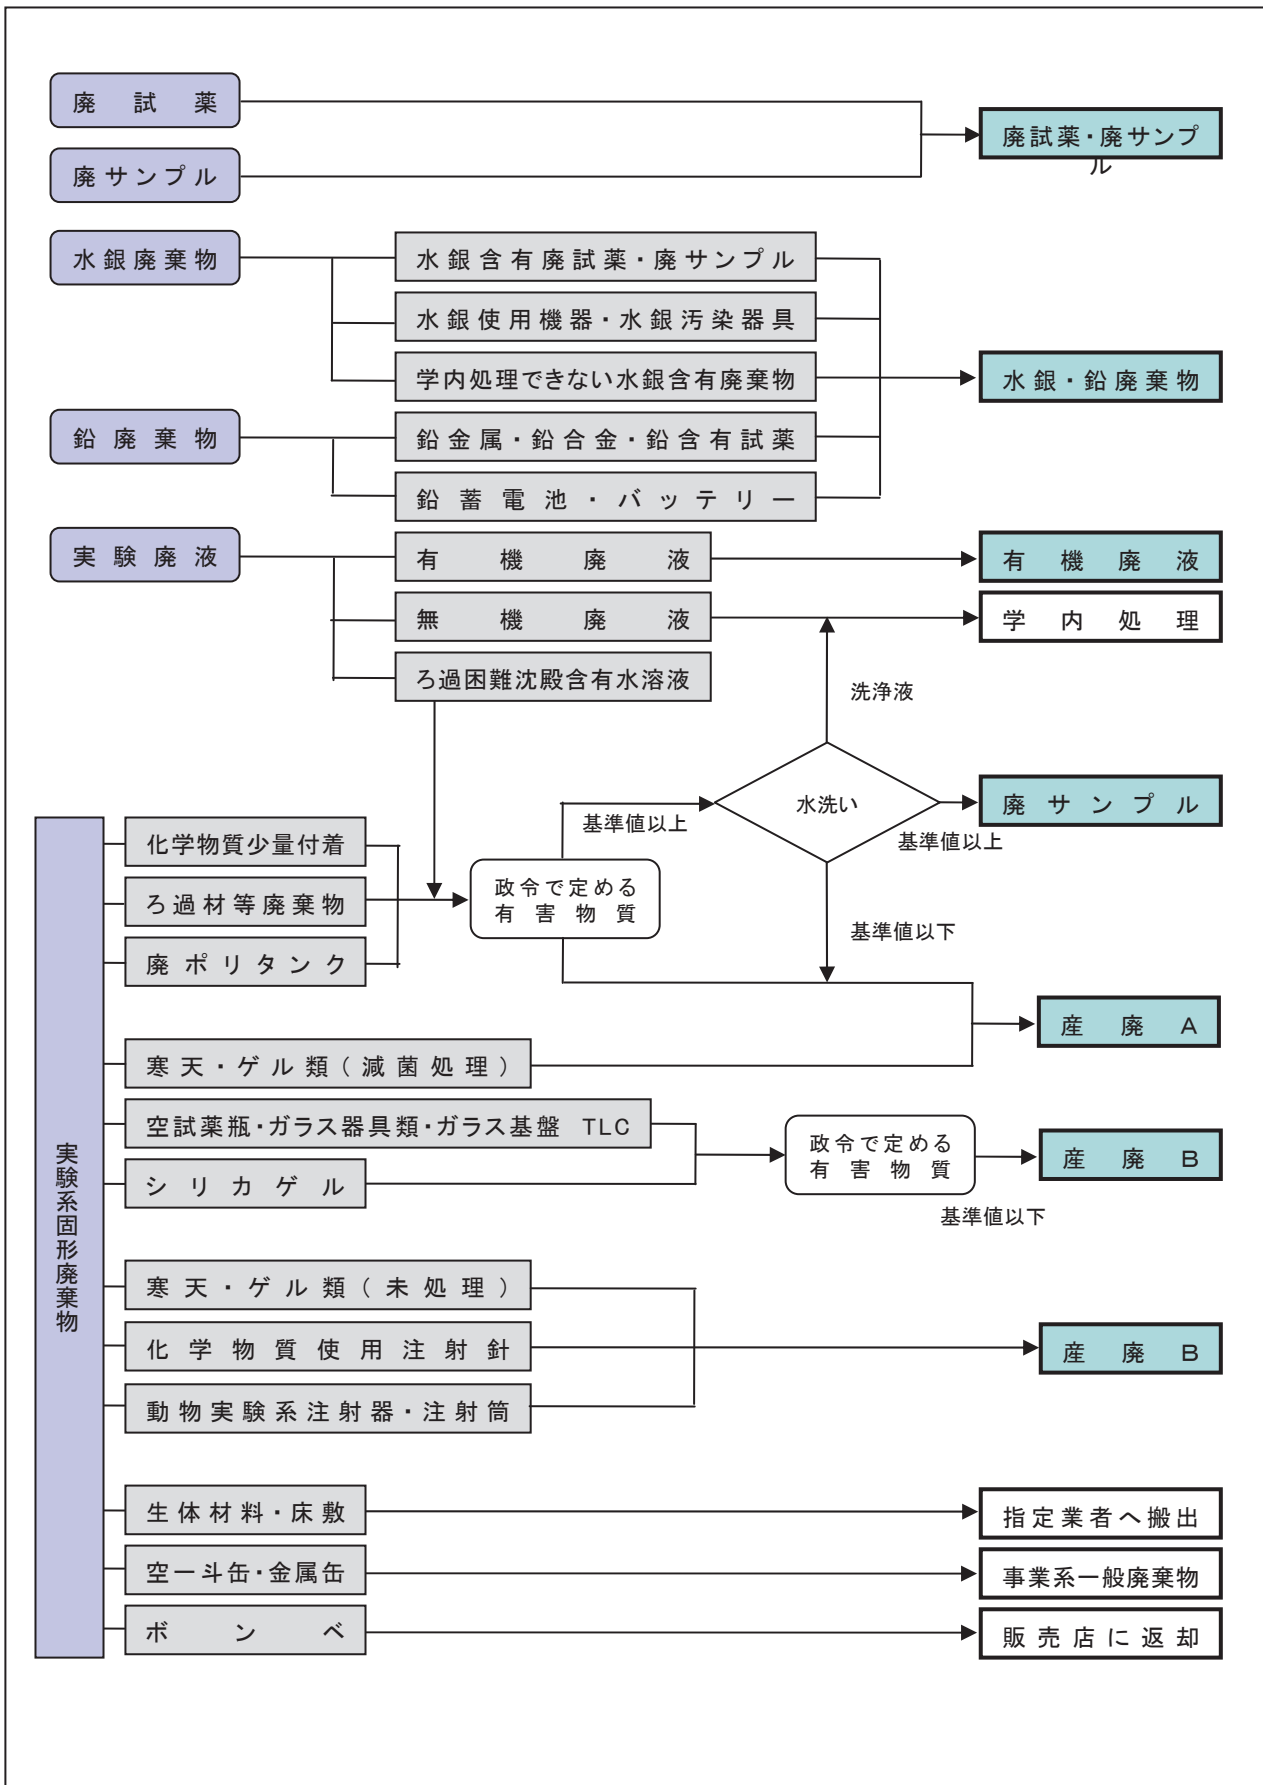 廃試薬
廃サンプル
廃試薬・廃サンプ
ル
水銀廃棄物
水銀含有廃試薬・廃サンプル
水銀使用機器・水銀汚染器具
学内処理できない水銀含有廃棄物
水銀・鉛廃棄物
鉛廃棄物
鉛金属・鉛合金・鉛含有試薬
鉛蓄電池・バッテリー
実験廃液
有機廃液
有機廃液
無機廃液
学内処理
ろ過困難沈殿含有水溶液
洗浄液
水洗い
廃サンプル
基準値以上
基準値以上
化学物質少量付着
ろ過材等廃棄物
廃ポリタンク
政令で定める
有害物質
基準値以下
産廃A
寒天・ゲル類(滅菌処理)
空試薬瓶・ガラス器具類・ガラス基盤 TLC
シリカゲル
政令で定める
有害物質
産廃B
基準値以下
実験系固形廃棄物
寒天・ゲル類(未処理)
化学物質使用注射針
動物実験系注射器・注射筒
産廃B
生体材料・床敷
指定業者へ搬出
空一斗缶・金属缶
事業系一般廃棄物
ボンベ
販売店に返却